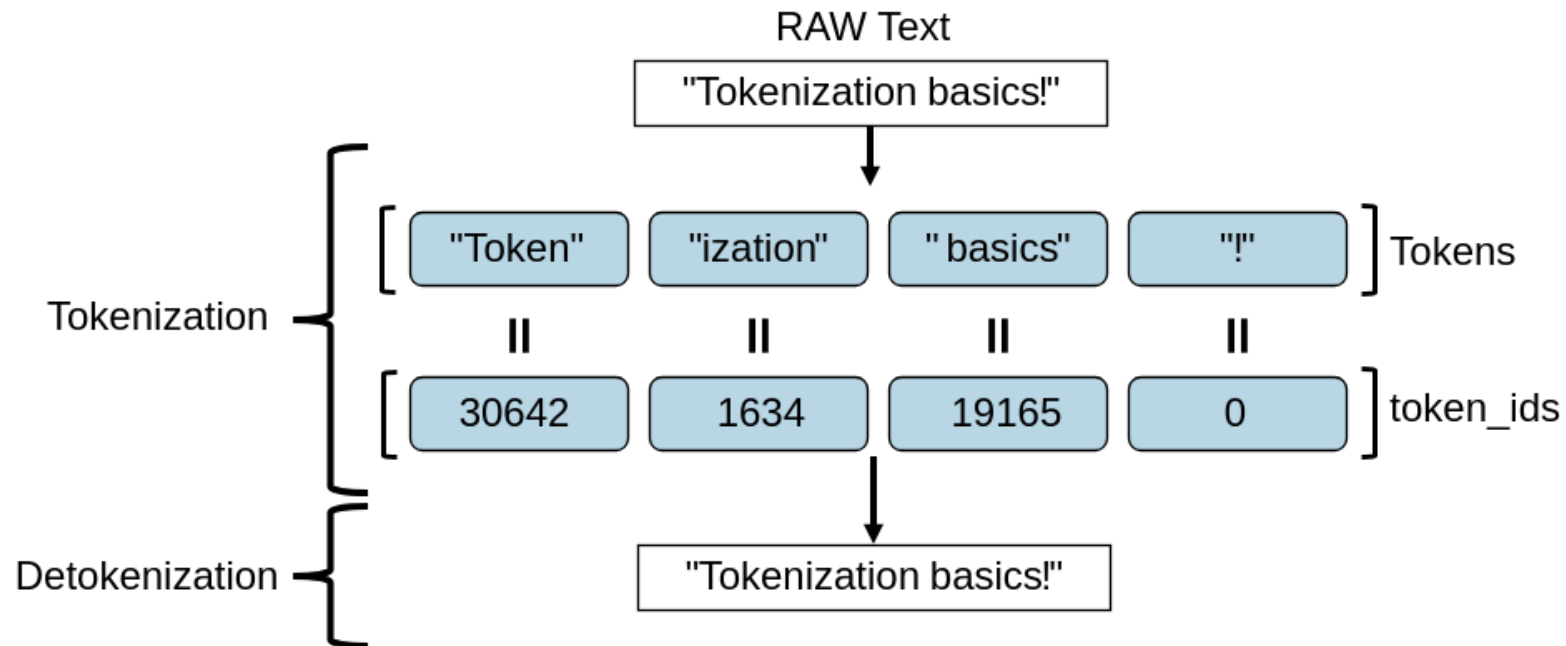 RAW Text
"Tokenization basics!"
"Token" "ization" " basics" "!" Tokens
Tokenization
30642 1634 19165 0 token_ids
"Tokenization basics!"
Detokenization